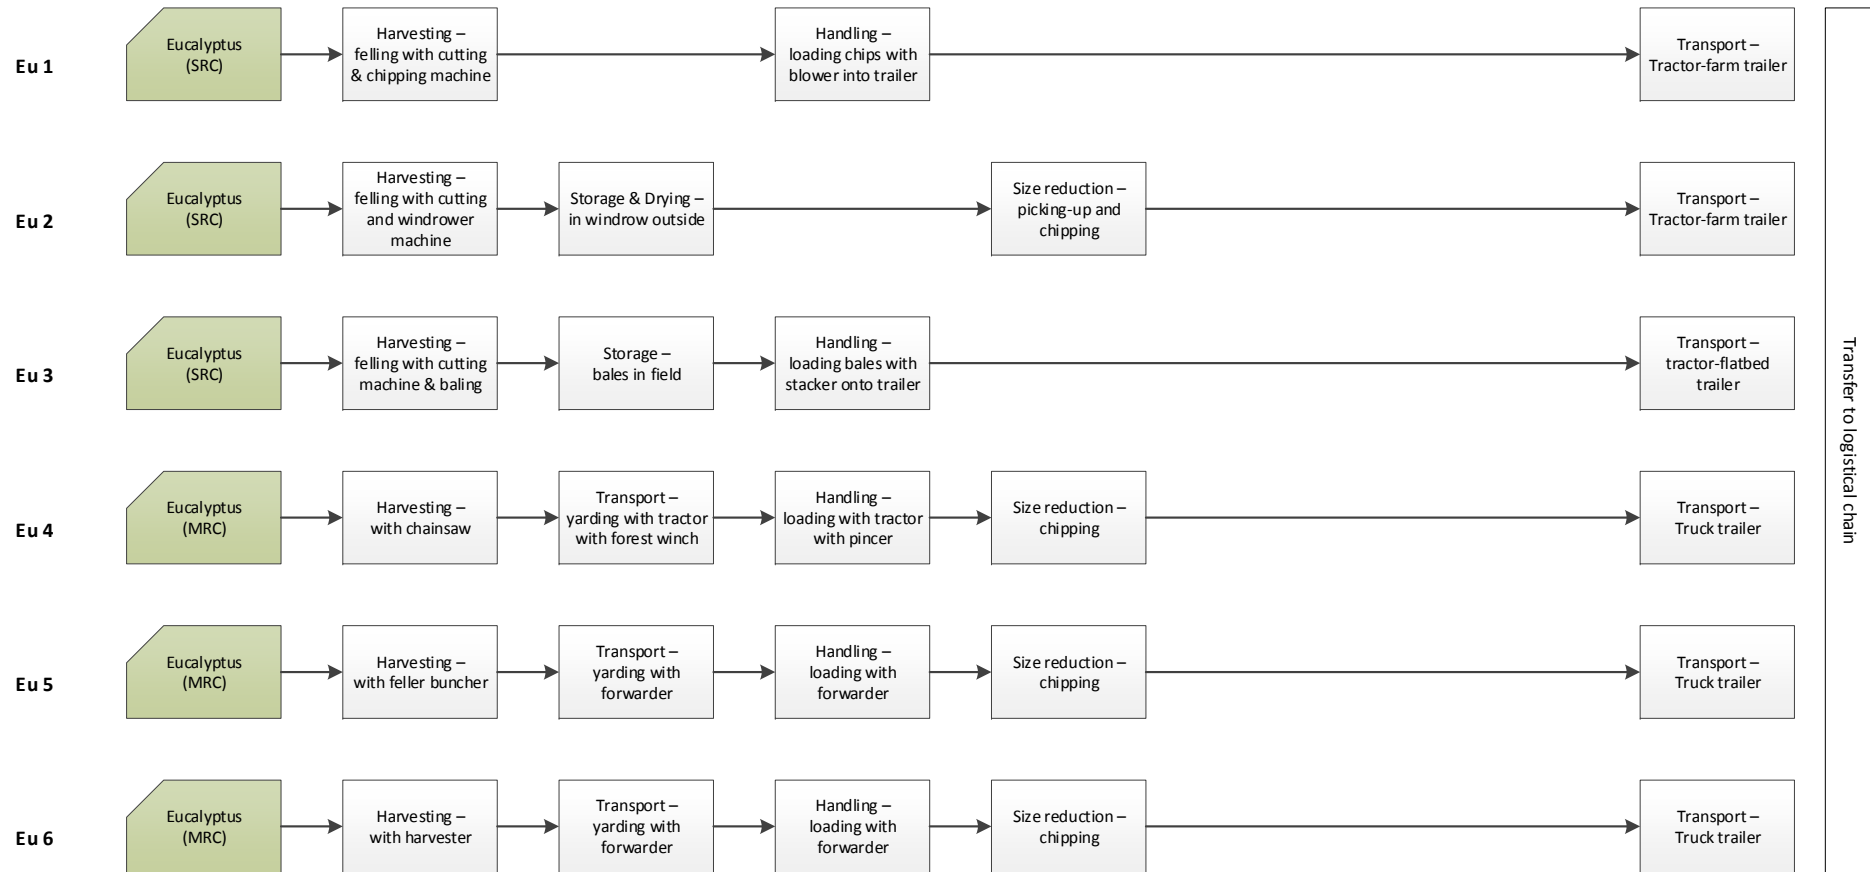 Eu 1
Eucalyptus
(SRC)
Harvesting –
felling with cutting
& chipping machine
Handling –
loading chips with
blower into trailer
Transport –
Tractor-farm trailer
Eu 2
Eucalyptus
(SRC)
Harvesting –
felling with cutting
and windrower
machine
Storage & Drying –
in windrow outside
Size reduction –
picking-up and
chipping
Transport –
Tractor-farm trailer
Eu 3
Eucalyptus
(SRC)
Harvesting –
felling with cutting
machine & baling
Storage –
bales in field
Handling –
loading bales with
stacker onto trailer
Transport –
tractor-flatbed
trailer
Eu 4
Eucalyptus
(MRC)
Harvesting –
with chainsaw
Transport –
yarding with tractor
with forest winch
Handling –
loading with tractor
with pincer
Size reduction –
chipping
Transport –
Truck trailer
Eu 5
Eucalyptus
(MRC)
Harvesting –
with feller buncher
Transport –
yarding with
forwarder
Handling –
loading with
forwarder
Size reduction –
chipping
Transport –
Truck trailer
Eu 6
Eucalyptus
(MRC)
Harvesting –
with harvester
Transport –
yarding with
forwarder
Handling –
loading with
forwarder
Size reduction –
chipping
Transport –
Truck trailer
Transfer to logistical chain